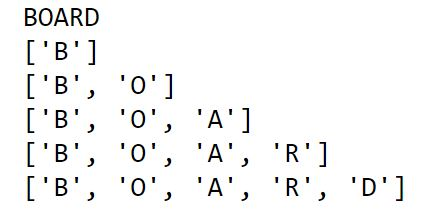 BOARD
['B']
['B', 'O']
['B', 'O', 'A']
['B', 'O', 'A', 'R']
['B', 'O', 'A', 'R', 'D']